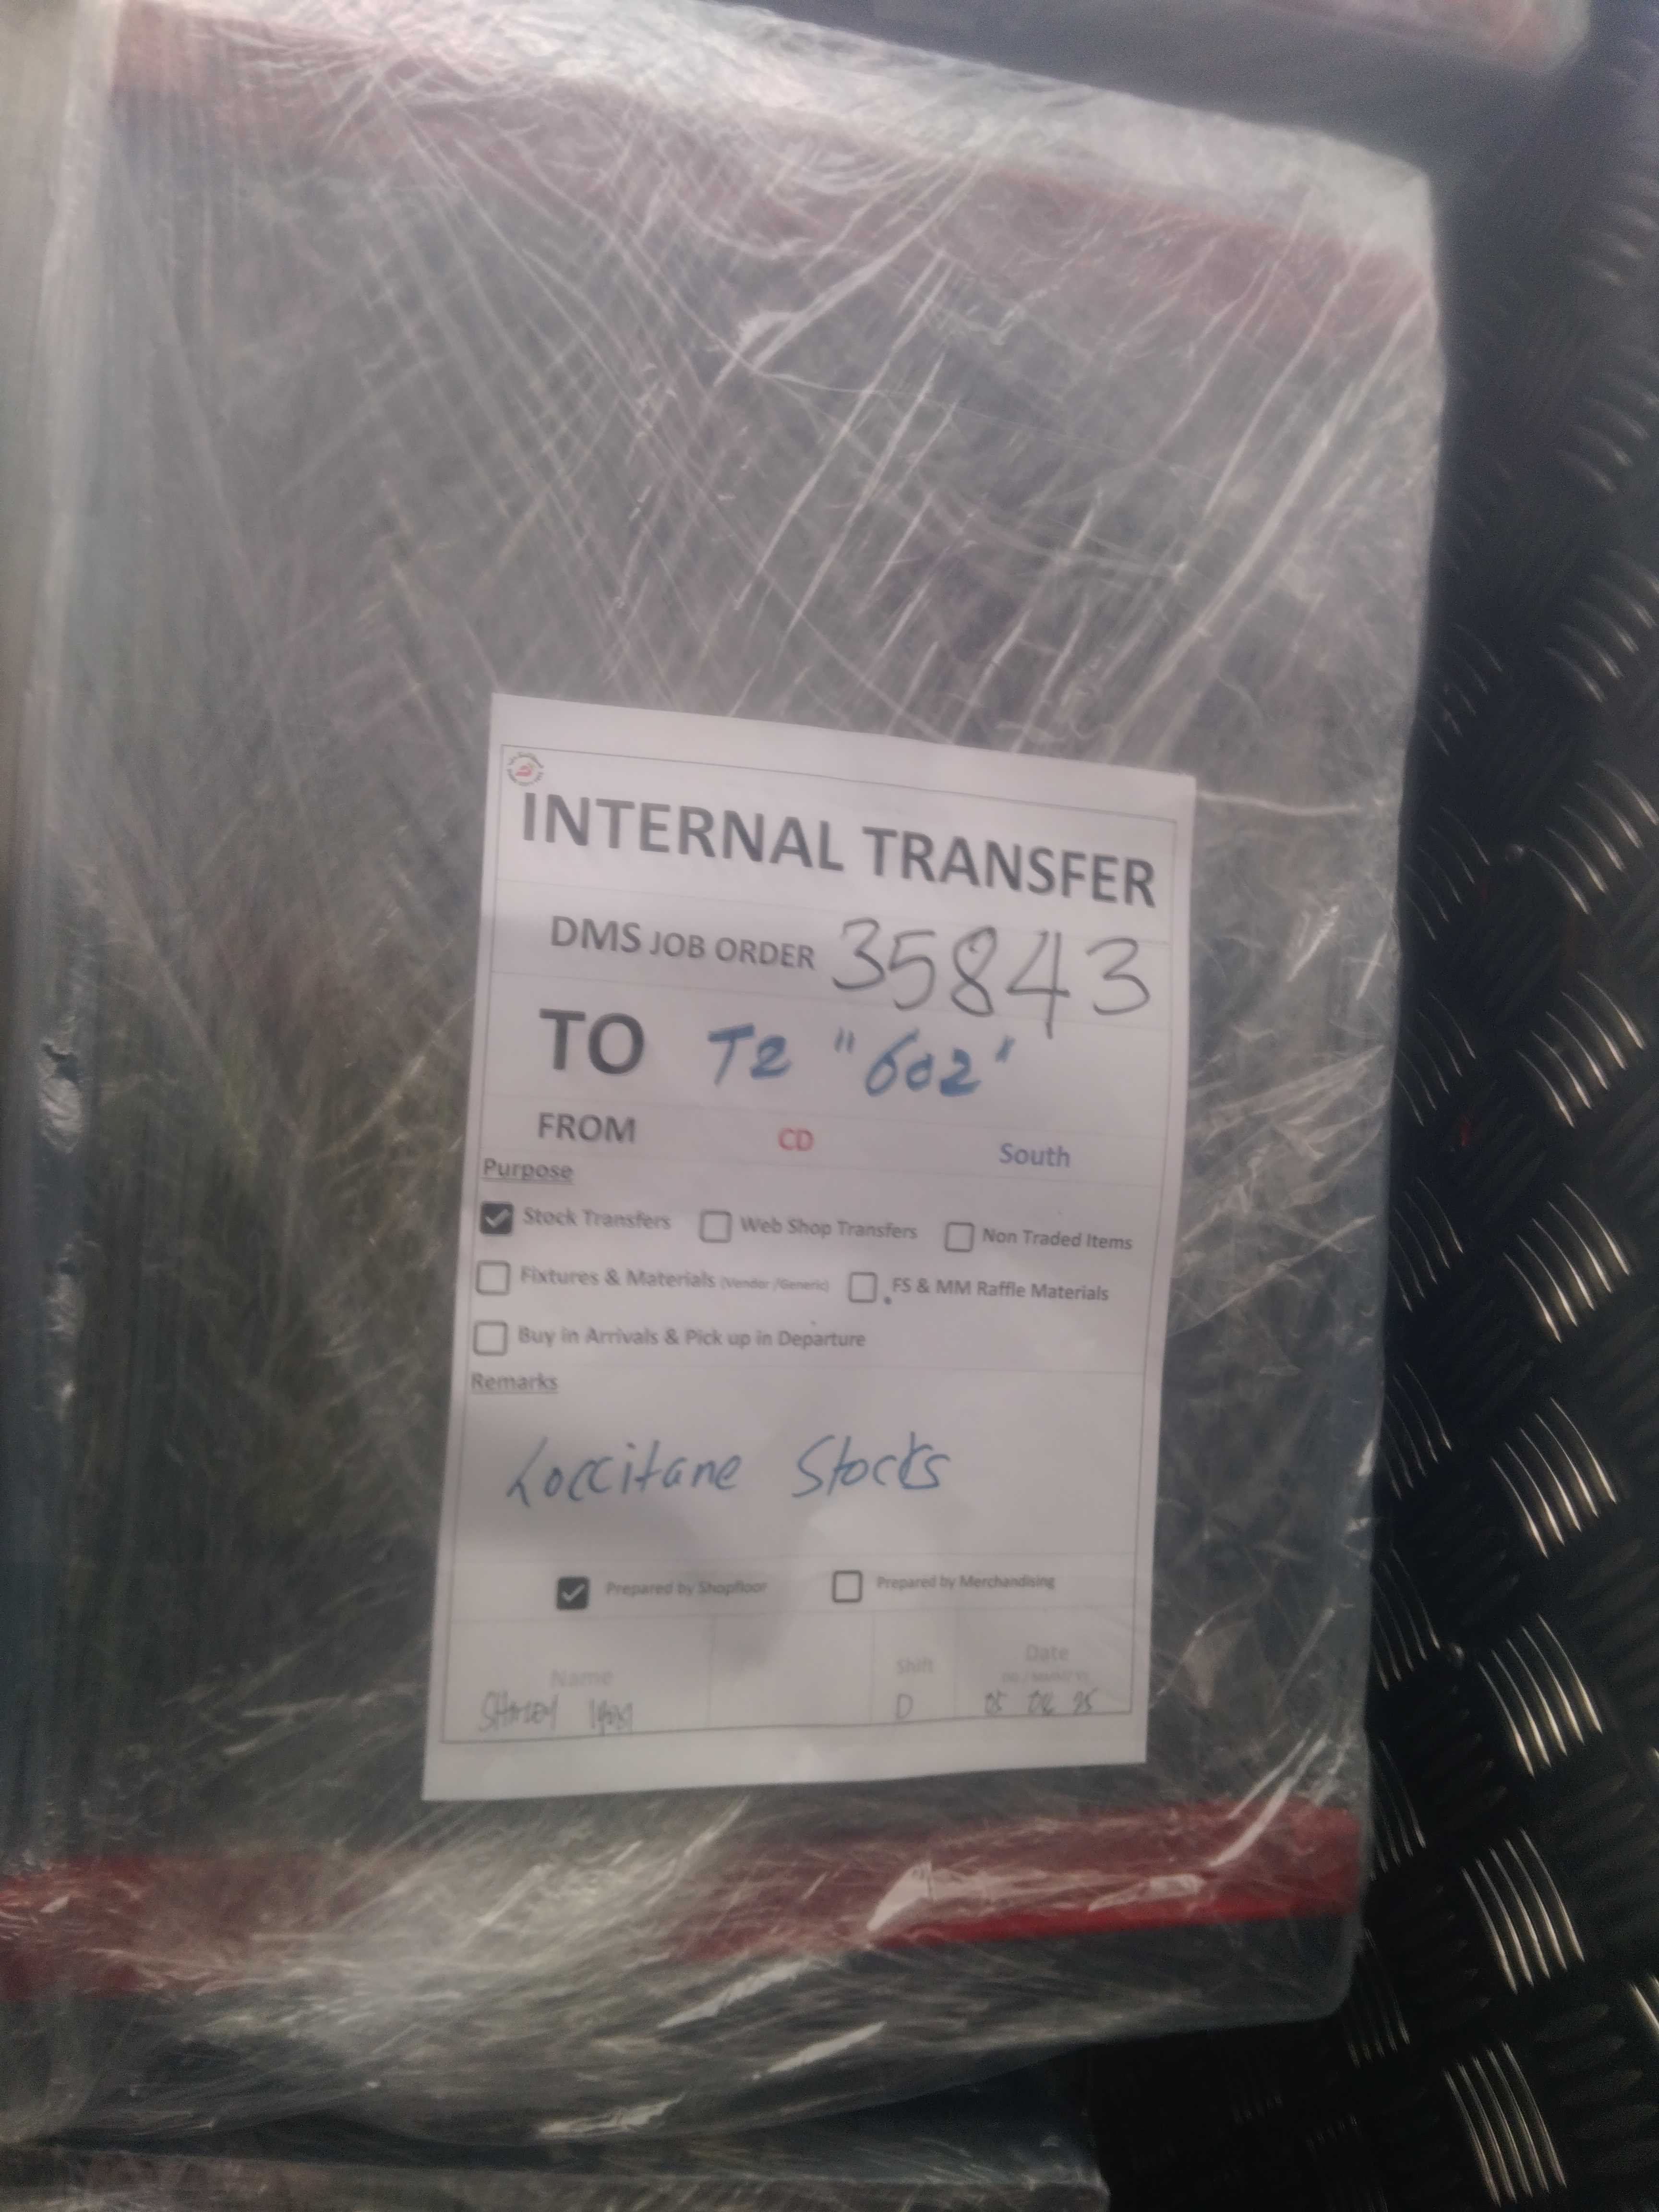 INTERNAL TRANSFER
DMS JOB ORDER 35843
TO T2 "602"
FROM CD South
Purpose
Stock Transfers Web Shop Transfers Non Traded Items
Fixtures & Materials (Vendor /Generic) FS & MM Raffle Materials
Buy in Arrivals & Pick up in Departure
Remarks
Loccitane Stocks
Prepared by Shopfloor Prepared by Merchandising
Name Shift Date
D 05